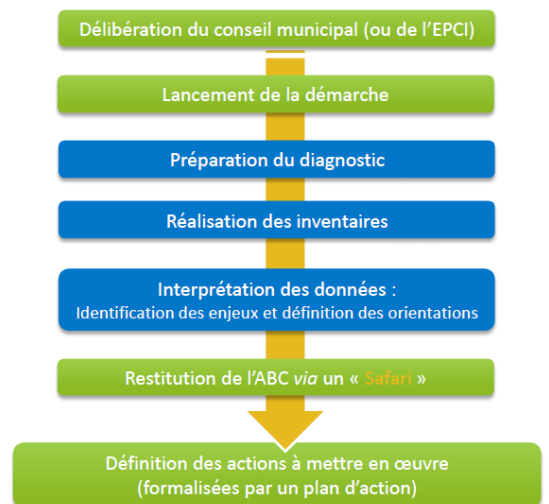 Délibération du conseil municipal (ou de l’EPCI)
Lancement de la démarche
Préparation du diagnostic
Réalisation des inventaires
Interprétation des données :
Identification des enjeux et définition des orientations
Restitution de l’ABC via un « Safari »
Définition des actions à mettre en œuvre
(formalisées par un plan d’action)